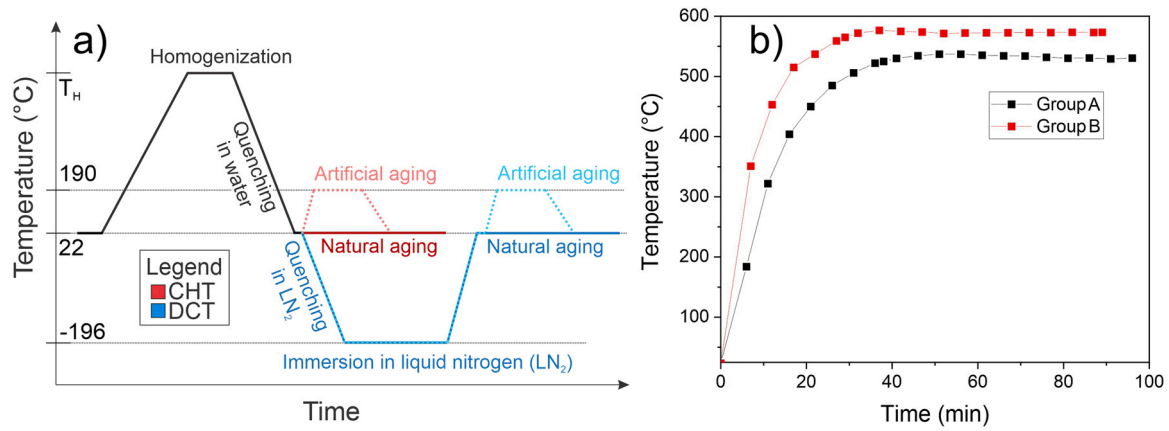 a)
Temperature (°C)
T_H
190
22
-196
Homogenization
Quenching
in water
Artificial aging
Natural aging
Artificial aging
Natural aging
Quenching
in LN₂
Legend
CHT
DCT
Immersion in liquid nitrogen (LN₂)
Time
b)
Temperature (°C)
600
500
400
300
200
100
Group A
Group B
0
20
40
60
80
100
Time (min)